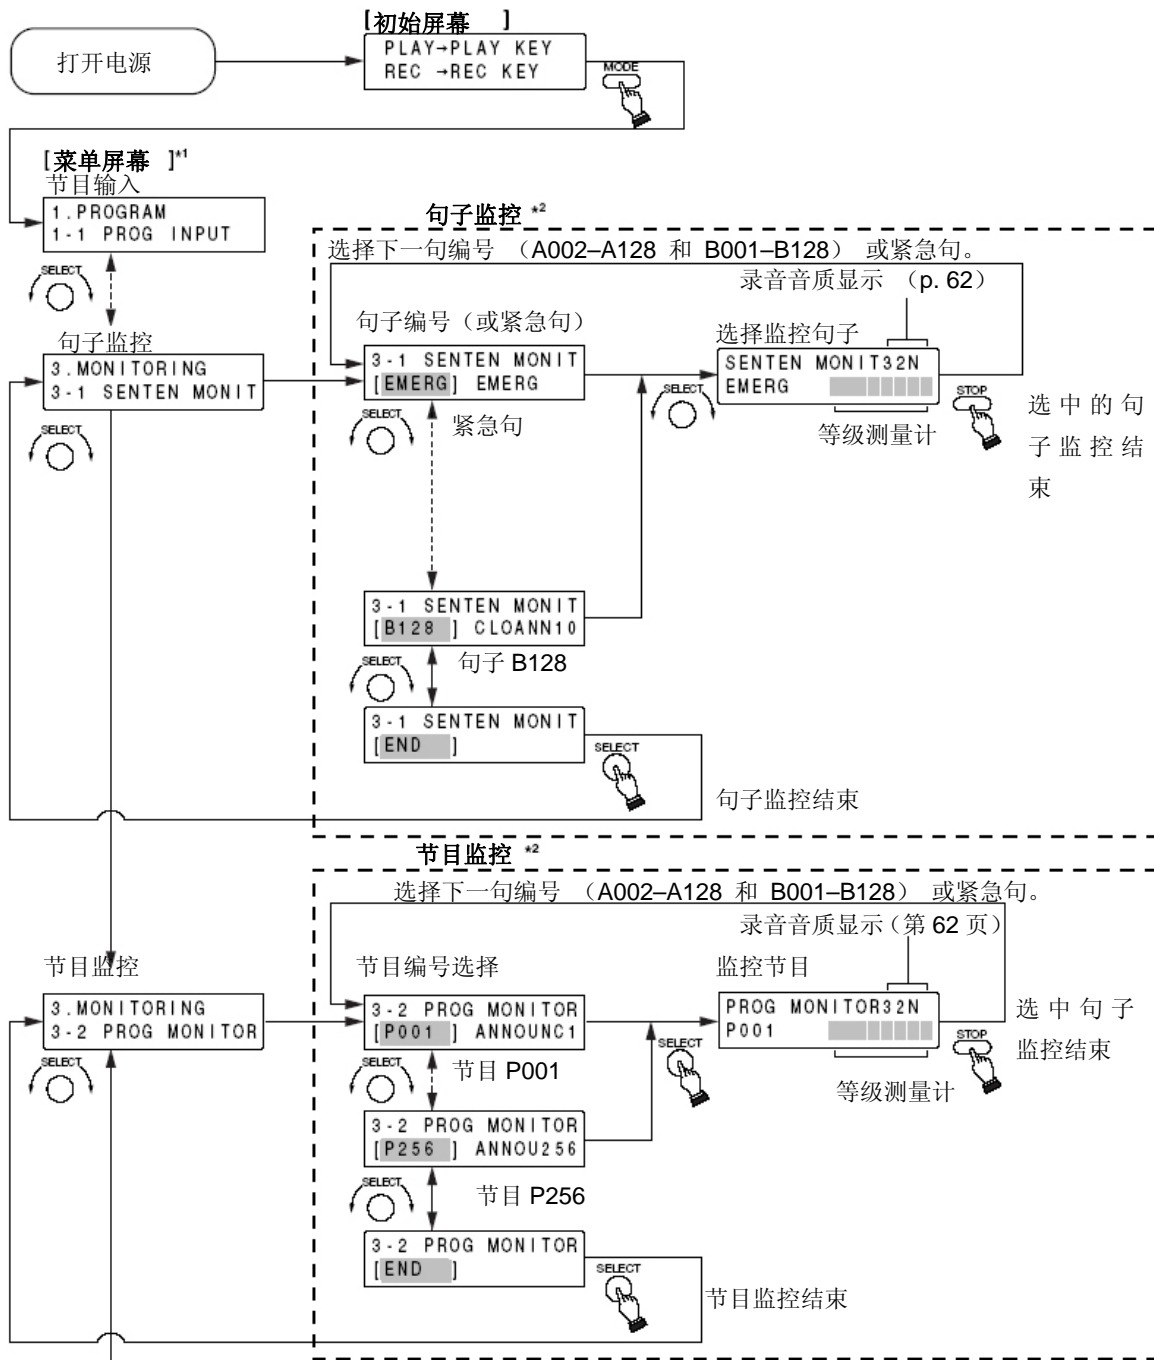 [初始屏幕 ]
打开电源
PLAY→PLAY KEY
REC →REC KEY
MODE
[菜单屏幕 ]*1
节目输入
1.PROGRAM
1-1 PROG INPUT
SELECT
句子监控
3.MONITORING
3-1 SENTEN MONIT
SELECT
句子监控 *2
选择下一句编号 （A002–A128 和 B001–B128） 或紧急句。
录音音质显示 （p. 62）
句子编号（或紧急句）
3-1 SENTEN MONIT
[EMERG] EMERG
SELECT
紧急句
选择监控句子
SENTEN MONIT32N
EMERG
SELECT
STOP
等级测量计
选中的句
子监控结
束
3-1 SENTEN MONIT
[B128 ] CLOANN10
SELECT
句子 B128
3-1 SENTEN MONIT
[END ]
SELECT
句子监控结束
节目监控 *2
选择下一句编号 （A002–A128 和 B001–B128） 或紧急句。
录音音质显示（第 62 页）
节目监控
3.MONITORING
3-2 PROG MONITOR
SELECT
节目编号选择
3-2 PROG MONITOR
[P001 ] ANNOUNC1
SELECT
节目 P001
监控节目
PROG MONITOR32N
P001
SELECT
STOP
等级测量计
选中句子
监控结束
3-2 PROG MONITOR
[P256 ] ANNOU256
SELECT
节目 P256
3-2 PROG MONITOR
[END ]
SELECT
节目监控结束